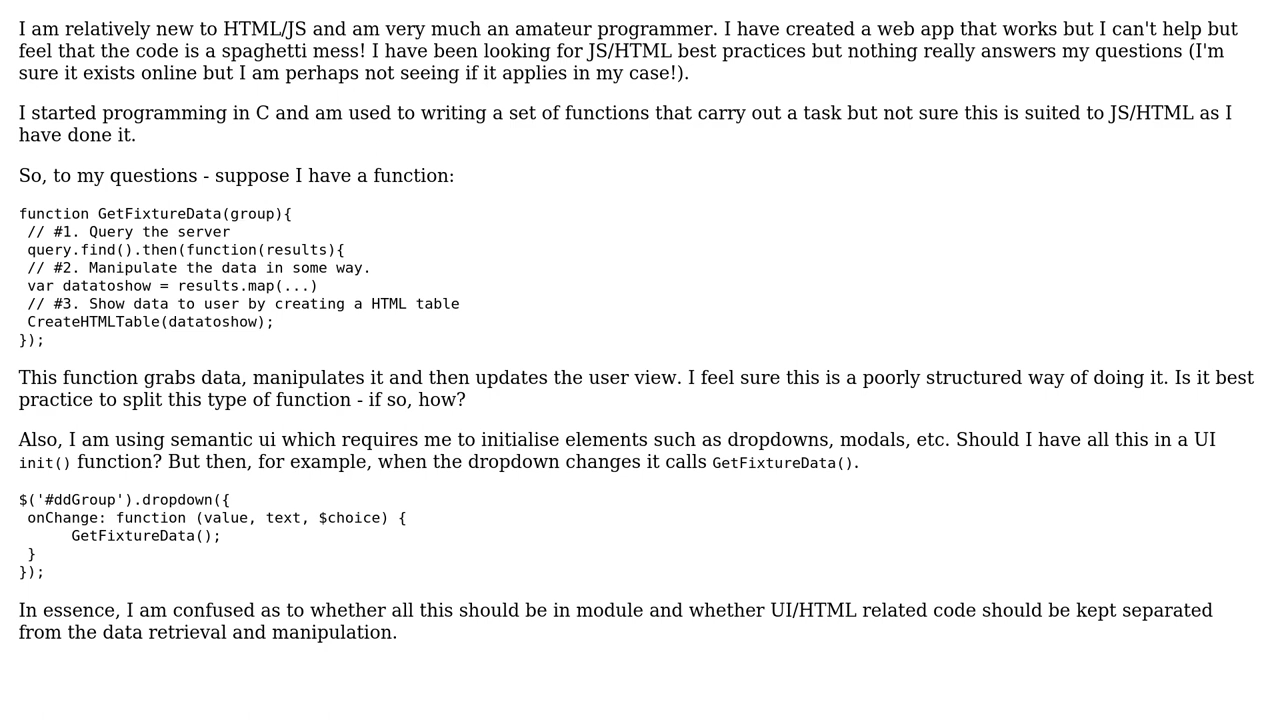 I am relatively new to HTML/JS and am very much an amateur programmer. I have created a web app that works but I can't help but
feel that the code is a spaghetti mess! I have been looking for JS/HTML best practices but nothing really answers my questions (I'm
sure it exists online but I am perhaps not seeing if it applies in my case!).
I started programming in C and am used to writing a set of functions that carry out a task but not sure this is suited to JS/HTML as I
have done it.
So, to my questions - suppose I have a function:
function GetFixtureData(group){
 // #1. Query the server
 query.find().then(function(results){
 // #2. Manipulate the data in some way.
 var datatoshow = results.map(...)
 // #3. Show data to user by creating a HTML table
 CreateHTMLTable(datatoshow);
});
This function grabs data, manipulates it and then updates the user view. I feel sure this is a poorly structured way of doing it. Is it best
practice to split this type of function - if so, how?
Also, I am using semantic ui which requires me to initialise elements such as dropdowns, modals, etc. Should I have all this in a UI
init() function? But then, for example, when the dropdown changes it calls GetFixtureData().
$('#ddGroup').dropdown({
 onChange: function (value, text, $choice) {
      GetFixtureData();
 }
});
In essence, I am confused as to whether all this should be in module and whether UI/HTML related code should be kept separated
from the data retrieval and manipulation.